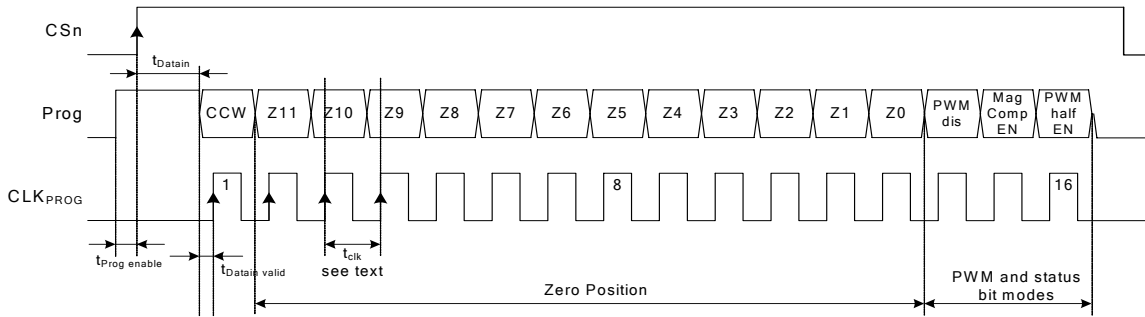 CSn
tDatain
Prog
CCW Z11 Z10 Z9 Z8 Z7 Z6 Z5 Z4 Z3 Z2 Z1 Z0
PWM
dis
Mag
Comp
EN
PWM
half
EN
CLKPROG
1 8 16
tProg enable
tDatain valid
tclk
see text
Zero Position
PWM and status
bit modes